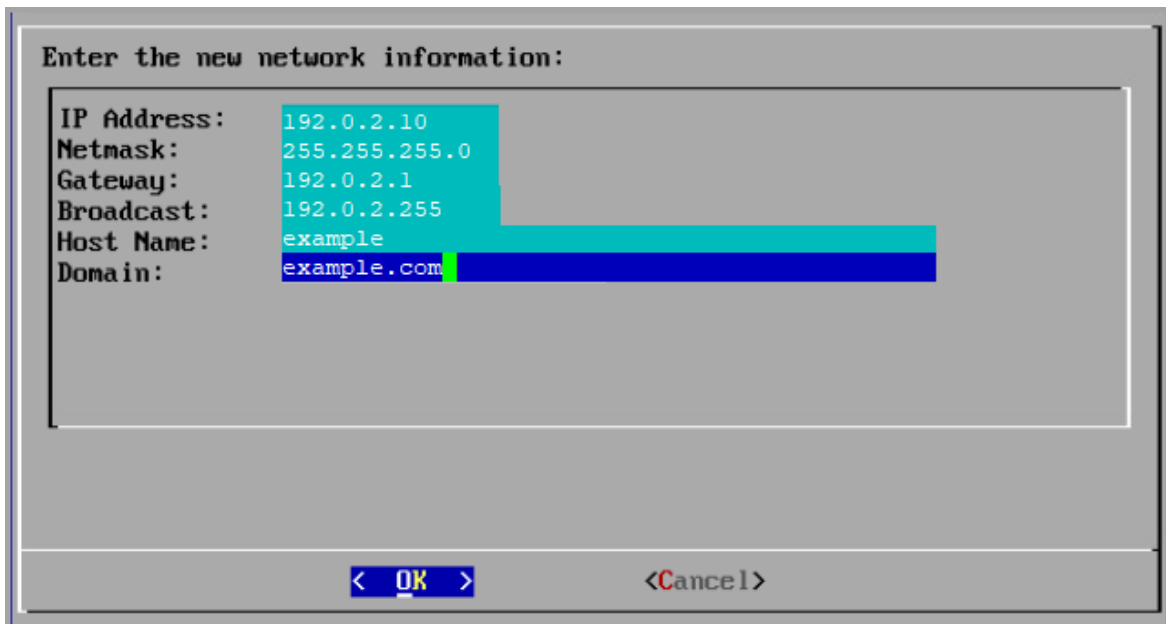 Enter the new network information:
IP Address: 192.0.2.10
Netmask: 255.255.255.0
Gateway: 192.0.2.1
Broadcast: 192.0.2.255
Host Name: example
Domain: example.com
< OK > <Cancel>